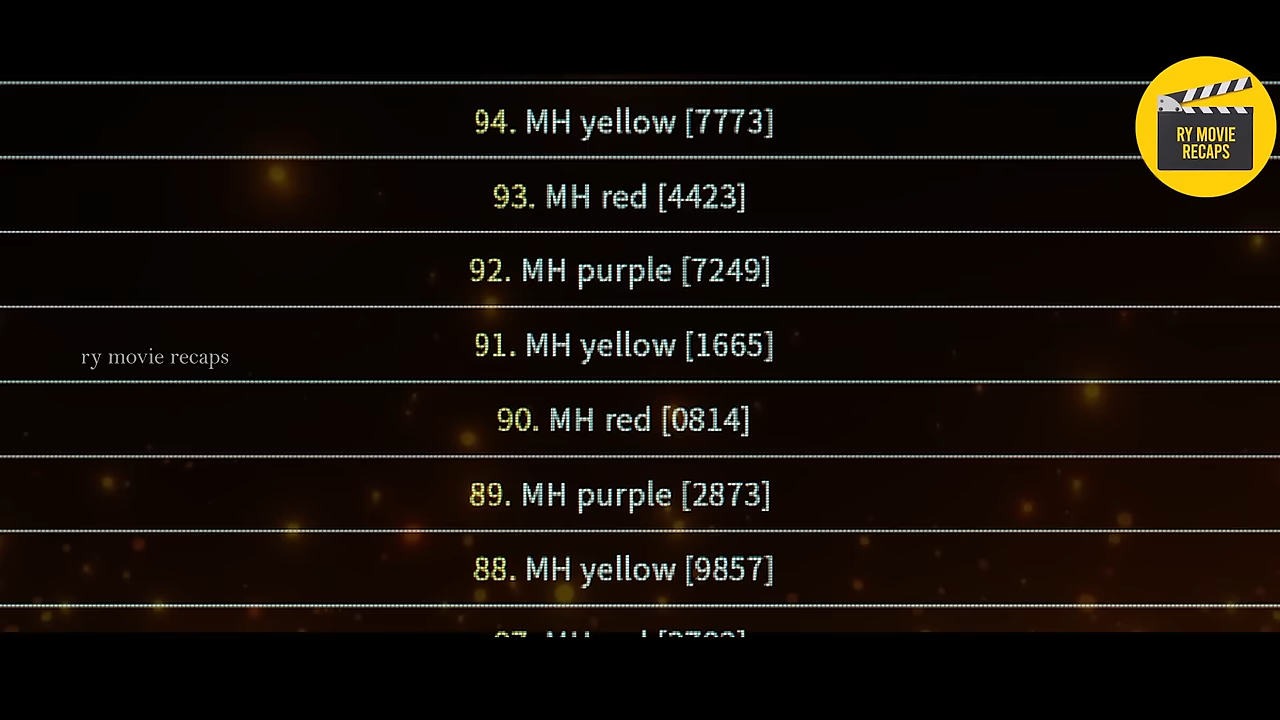 94. MH yellow [7773]
RY MOVIE
RECAPS
93. MH red [4423]
92. MH purple [7249]
91. MH yellow [1665]
ry movie recaps
90. MH red [0814]
89. MH purple [2873]
88. MH yellow [9857]